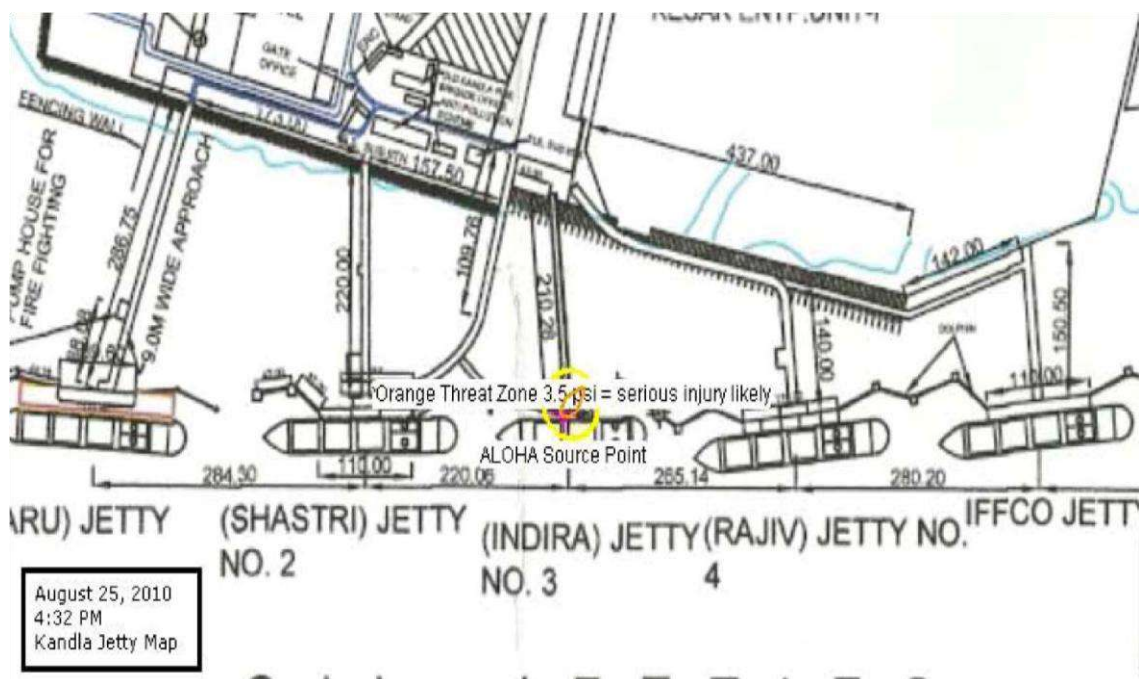 KESAR ENTP.UNIT-I
GATE
OFFICE
FENCING WALL
173.00
157.50
437.00
PUMP HOUSE FOR
FIRE FIGHTING
286.75
9.0M WIDE APPROACH
220.00
109.76
210.28
142.00
140.00
DOLPHIN
150.50
110.00
Orange Threat Zone 3.5 psi = serious injury likely
ALOHA Source Point
110.00
284.30
220.06
265.14
280.20
ARU) JETTY
(SHASTRI) JETTY
NO. 2
(INDIRA) JETTY
NO. 3
(RAJIV) JETTY NO.
4
IFFCO JETTY
August 25, 2010
4:32 PM
Kandla Jetty Map